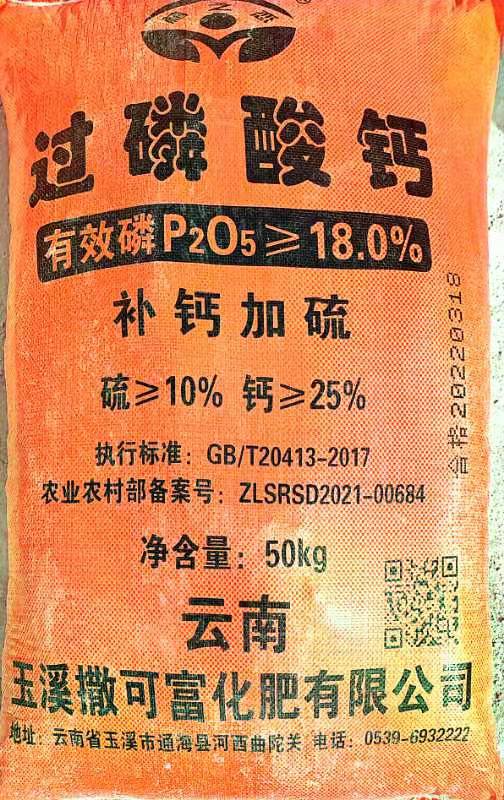 过磷酸钙
有效磷P2O5≥18.0%
补钙加硫
硫≥10% 钙≥25%
合格20220318
执行标准：GB/T20413-2017
农业农村部备案号：ZLSRSD2021-00684
净含量：50kg
云南
玉溪撒可富化肥有限公司
地址：云南省玉溪市通海县河西曲陀关 电话：0539-6932222